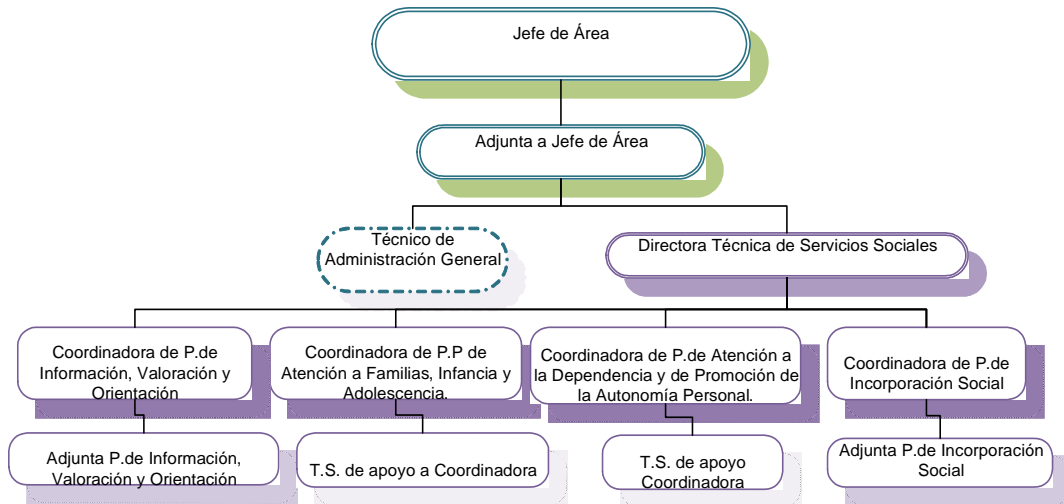 Jefe de Área
Adjunta a Jefe de Área
Técnico de
Administración General
Directora Técnica de Servicios Sociales
Coordinadora de P.de
Información, Valoración y
Orientación
Coordinadora de P.P de
Atención a Familias, Infancia y
Adolescencia.
Coordinadora de P.de Atención a
la Dependencia y de Promoción de
la Autonomía Personal.
Coordinadora de P.de
Incorporación Social
Adjunta P.de Información,
Valoración y Orientación
T.S. de apoyo a Coordinadora
T.S. de apoyo
Coordinadora
Adjunta P.de Incorporación
Social